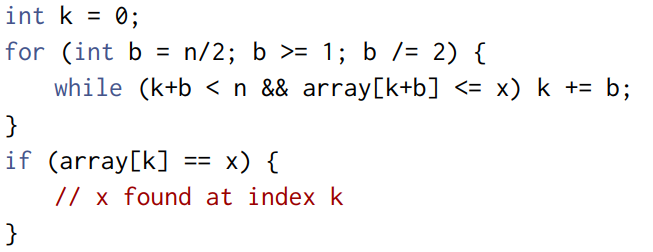 int k = 0;
for (int b = n/2; b >= 1; b /= 2) {
    while (k+b < n && array[k+b] <= x) k += b;
}
if (array[k] == x) {
    // x found at index k
}